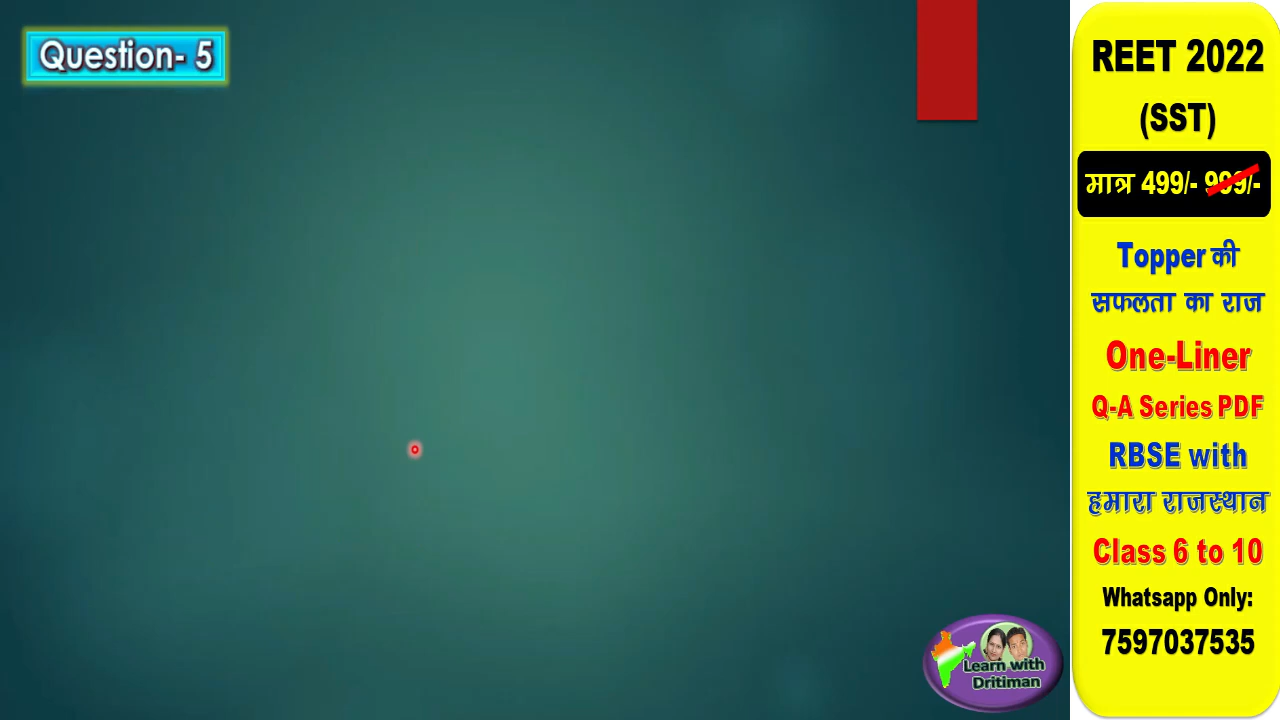 Question- 5
REET 2022
(SST)
मात्र 499/- 999/-
Topper की
सफलता का राज
One-Liner
Q-A Series PDF
RBSE with
हमारा राजस्थान
Class 6 to 10
Whatsapp Only:
7597037535
Learn with
Dritiman